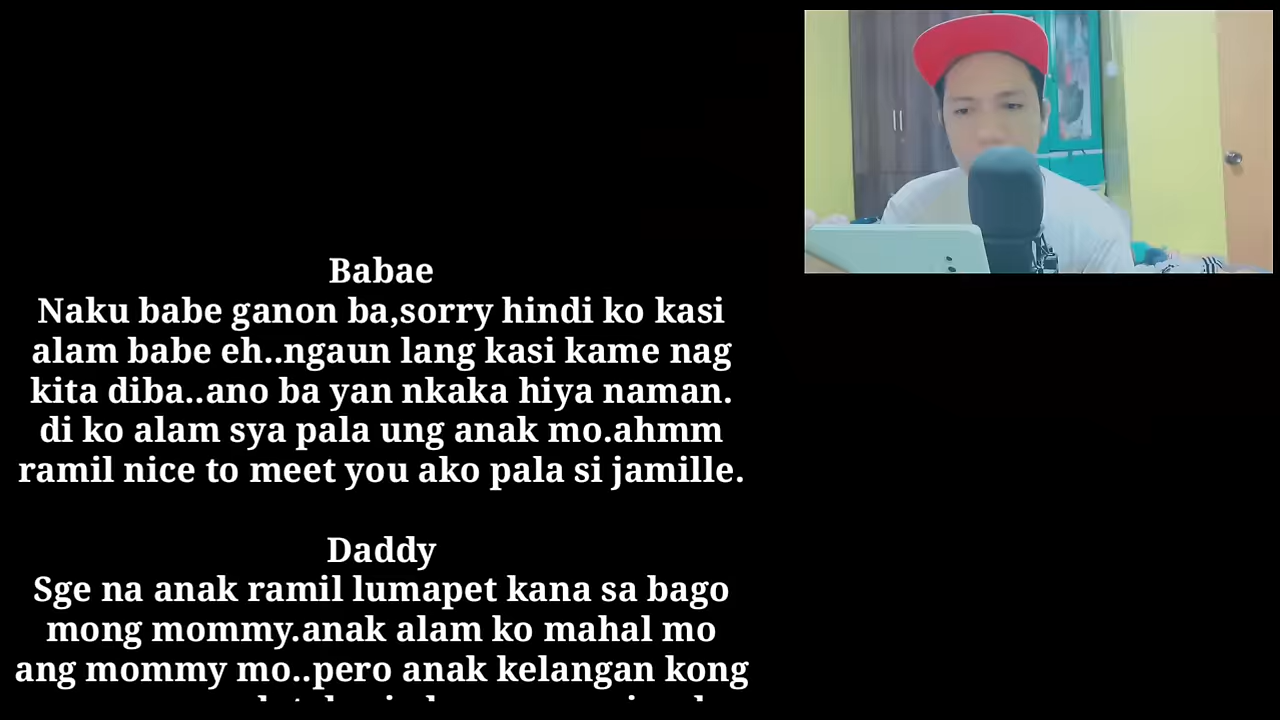 Babae
Naku babe ganon ba,sorry hindi ko kasi
alam babe eh..ngaun lang kasi kame nag
kita diba..ano ba yan nkaka hiya naman.
di ko alam sya pala ung anak mo.ahmm
ramil nice to meet you ako pala si jamille.
Daddy
Sge na anak ramil lumapet kana sa bago
mong mommy.anak alam ko mahal mo
ang mommy mo..pero anak kelangan kong